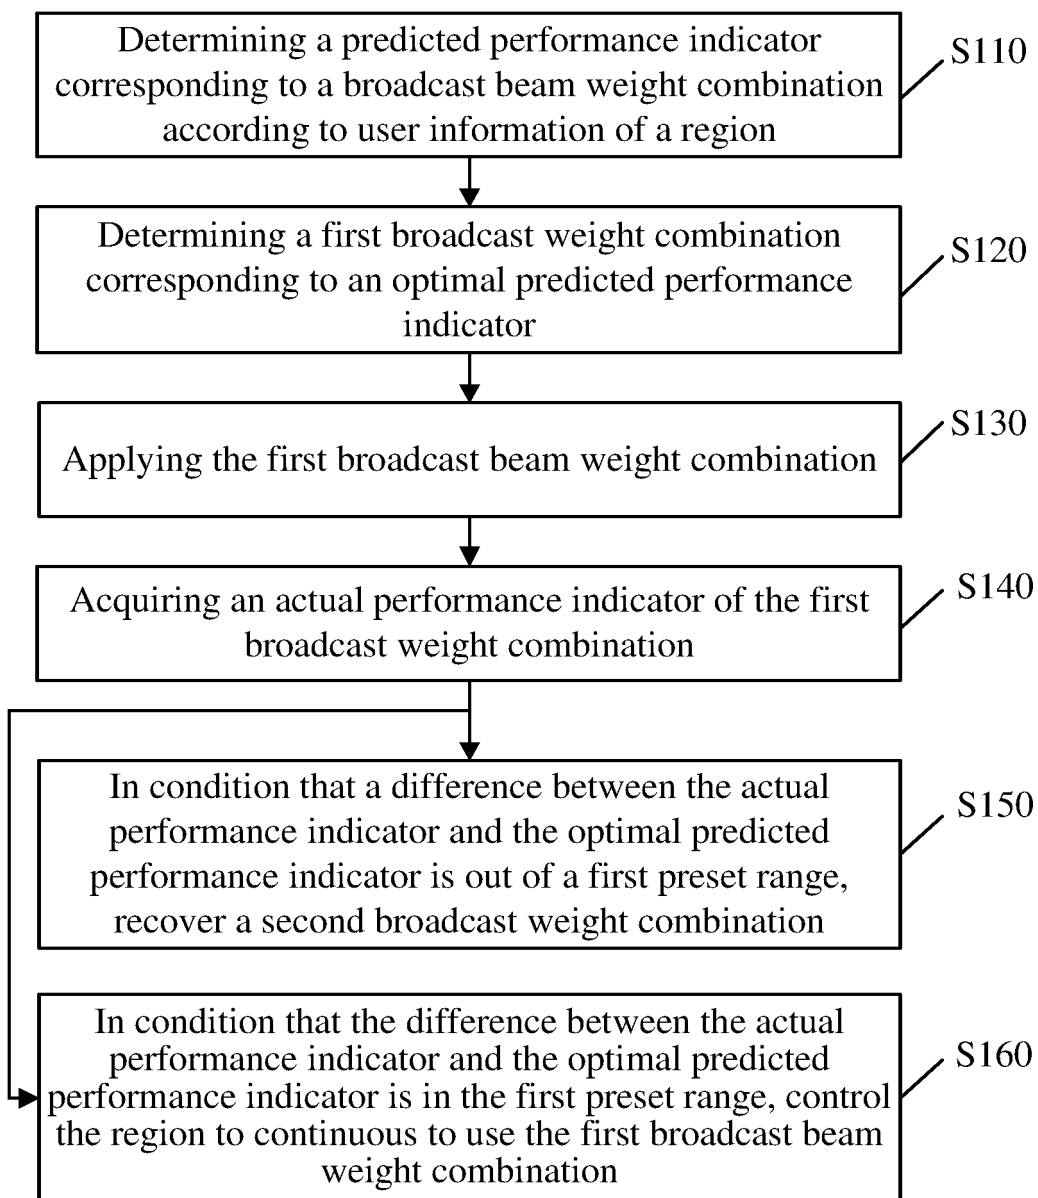 Determining a predicted performance indicator
corresponding to a broadcast beam weight combination
according to user information of a region
S110
Determining a first broadcast weight combination
corresponding to an optimal predicted performance
indicator
S120
Applying the first broadcast beam weight combination
S130
Acquiring an actual performance indicator of the first
broadcast weight combination
S140
In condition that a difference between the actual
performance indicator and the optimal predicted
performance indicator is out of a first preset range,
recover a second broadcast weight combination
S150
In condition that the difference between the actual
performance indicator and the optimal predicted
performance indicator is in the first preset range, control
the region to continuous to use the first broadcast beam
weight combination
S160